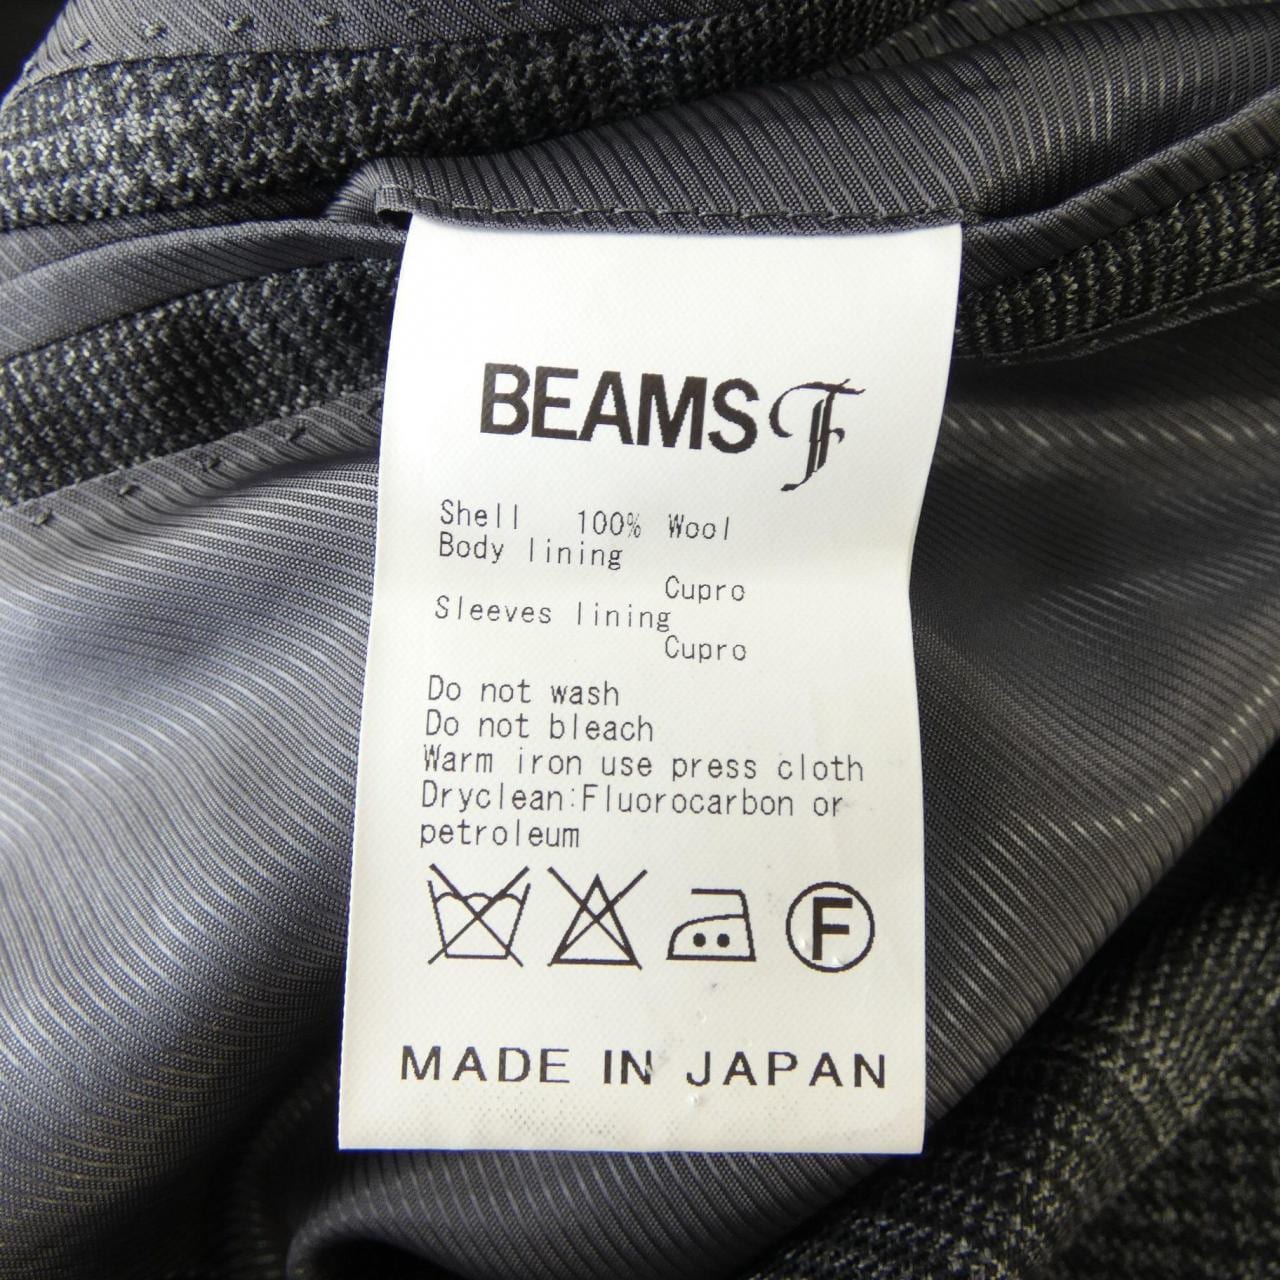 BEAMS F
Shell 100% Wool
Body lining
Cupro
Sleeves lining
Cupro
Do not wash
Do not bleach
Warm iron use press cloth
Dryclean:Fluorocarbon or
petroleum
F
MADE IN JAPAN